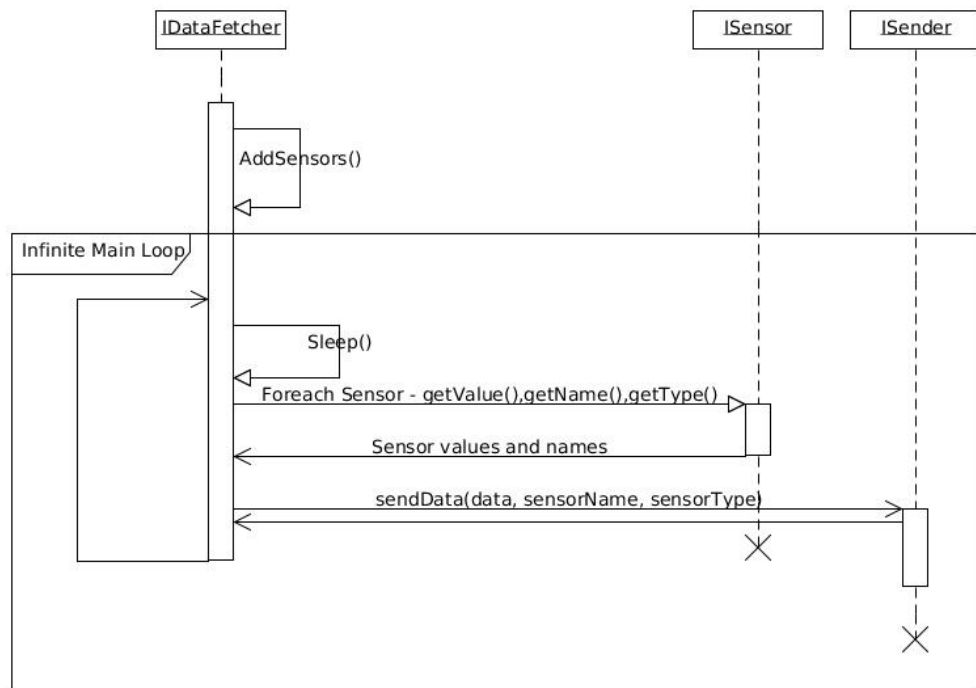 IDataFetcher
ISensor
ISender
AddSensors()
Infinite Main Loop
Sleep()
Foreach Sensor - getValue(),getName(),getType()
Sensor values and names
sendData(data, sensorName, sensorType)